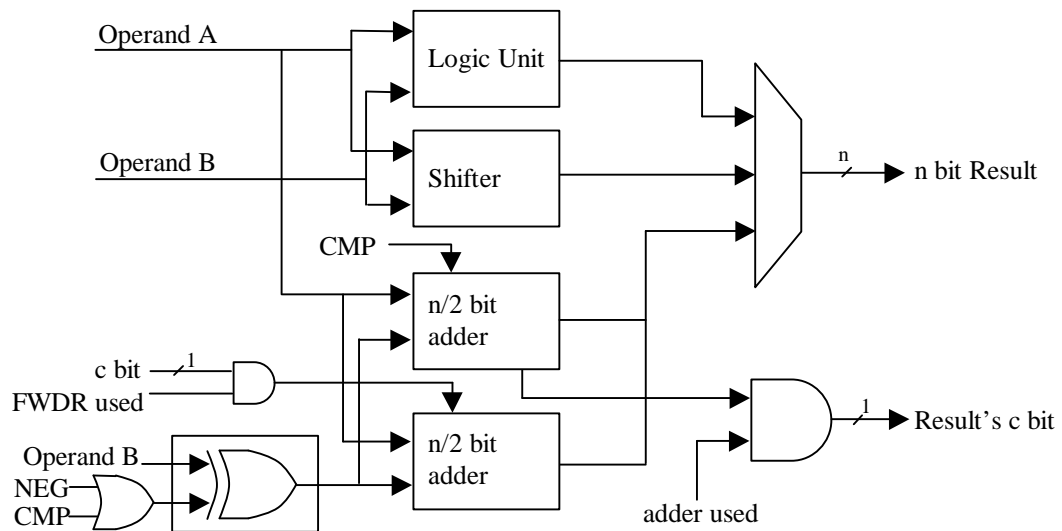 Operand A
Logic Unit
Operand B
Shifter
n
n bit Result
CMP
n/2 bit
adder
c bit
1
FWDR used
n/2 bit
adder
1
Result's c bit
Operand B
NEG
CMP
adder used